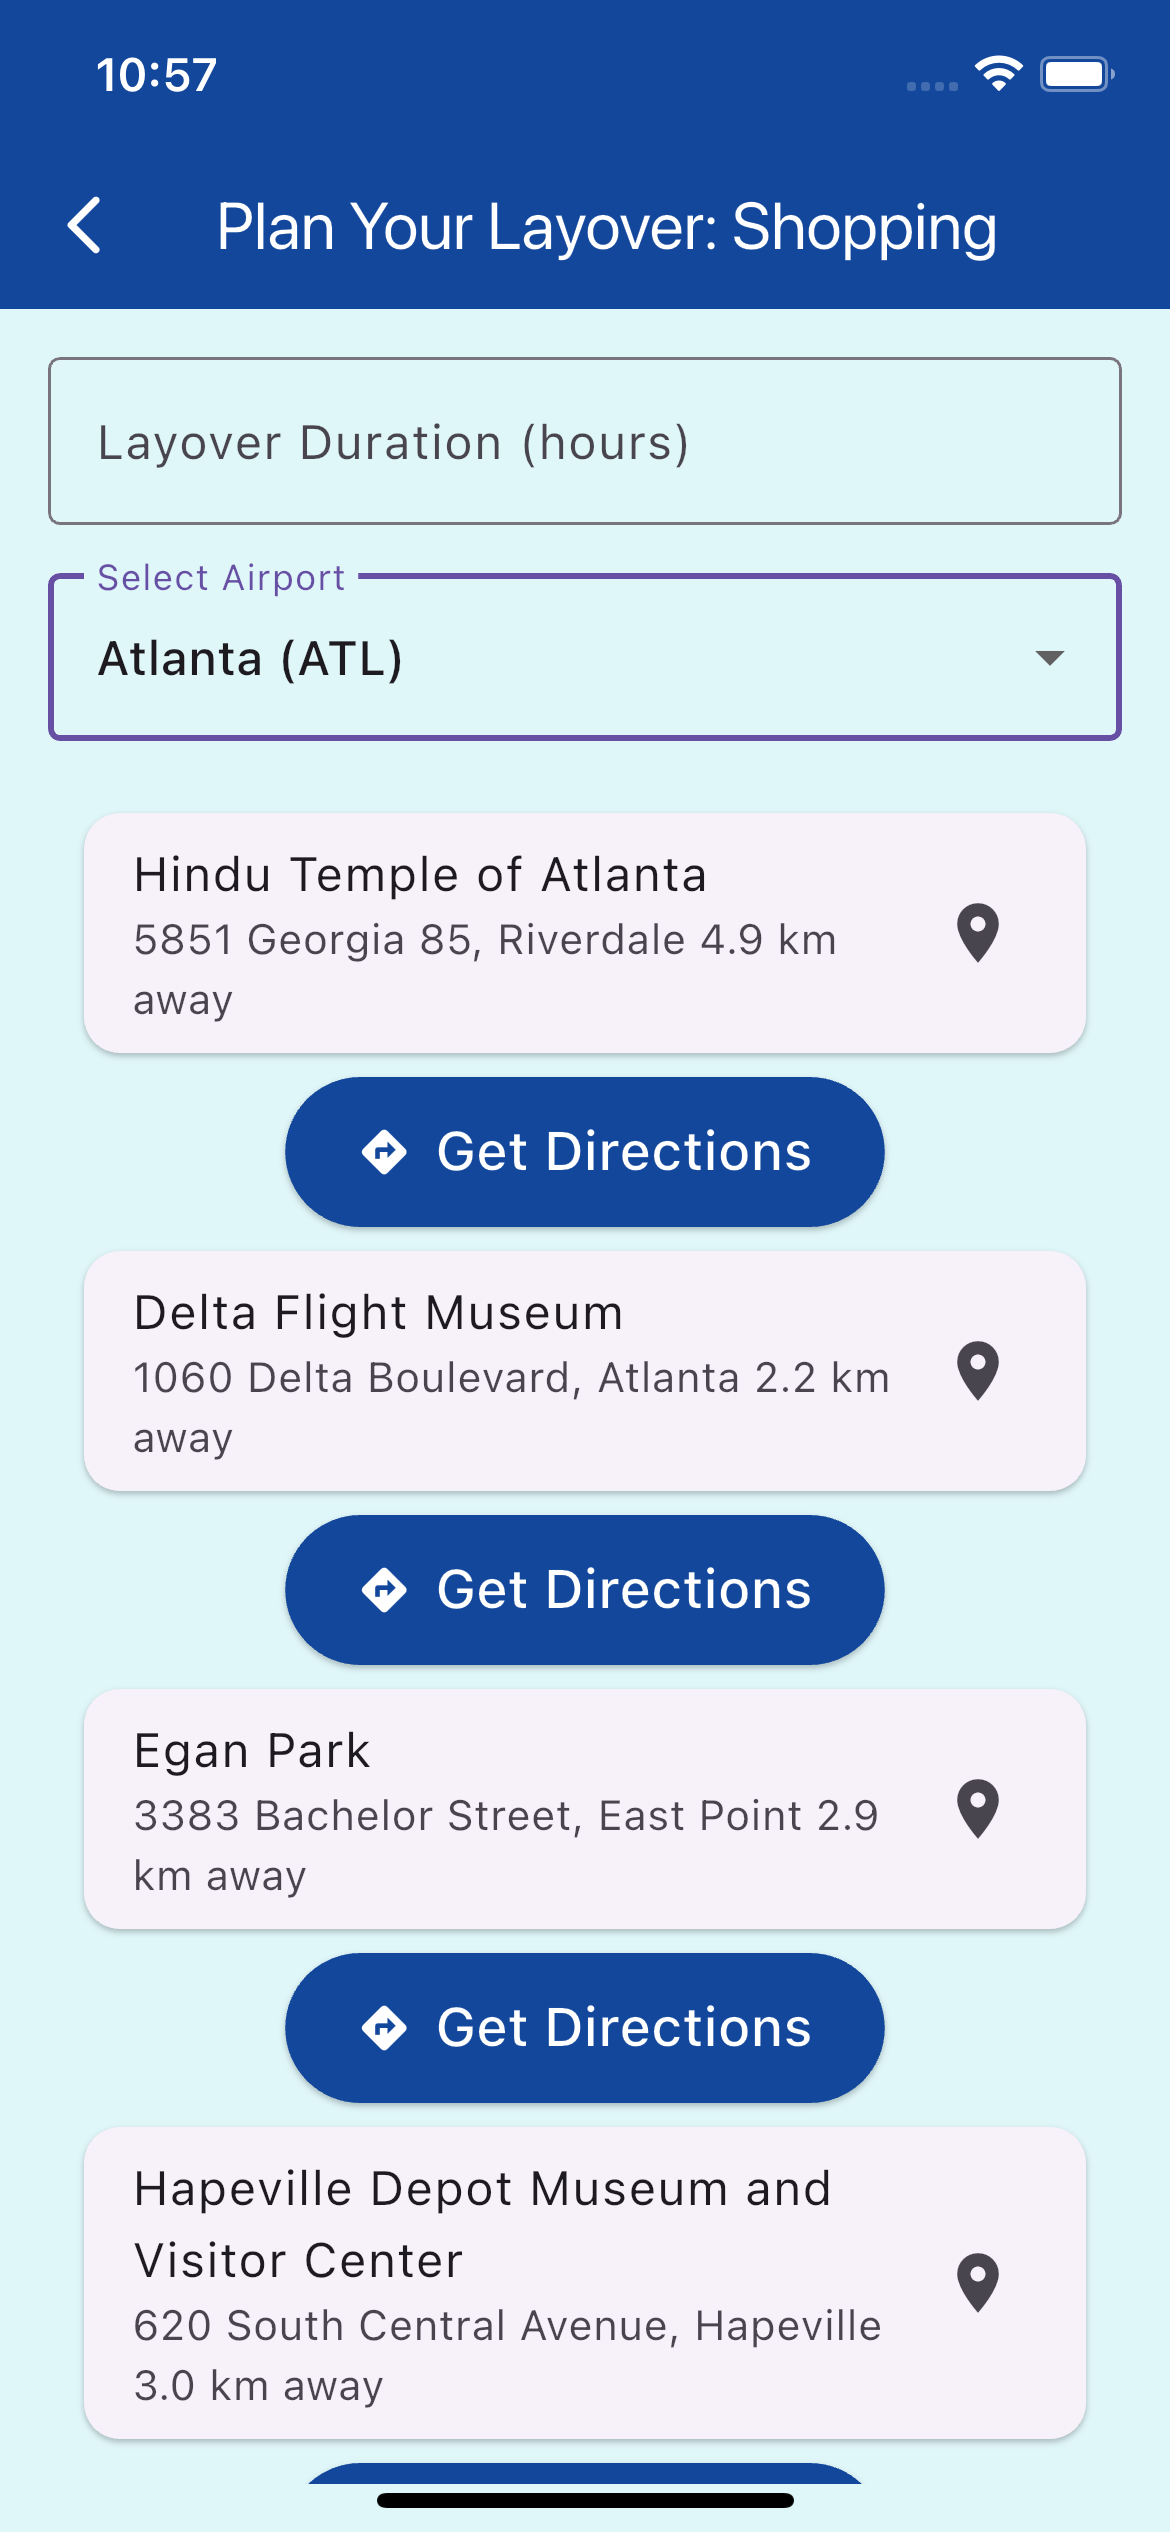 10:57
Plan Your Layover: Shopping
Layover Duration (hours)
Select Airport
Atlanta (ATL)
Hindu Temple of Atlanta
5851 Georgia 85, Riverdale 4.9 km
away
Get Directions
Delta Flight Museum
1060 Delta Boulevard, Atlanta 2.2 km
away
Get Directions
Egan Park
3383 Bachelor Street, East Point 2.9
km away
Get Directions
Hapeville Depot Museum and
Visitor Center
620 South Central Avenue, Hapeville
3.0 km away